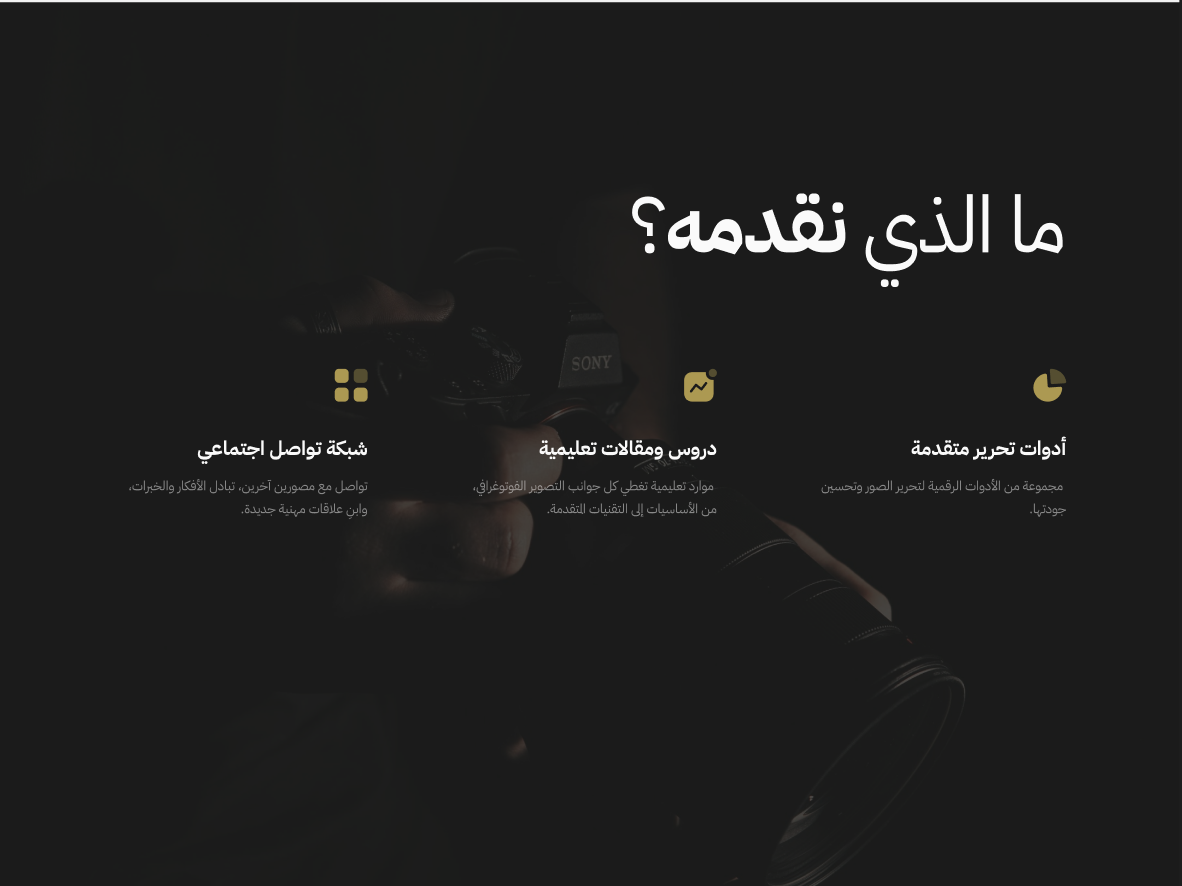 ما الذي نقدمه؟
SONY
أدوات تحرير متقدمة
مجموعة من الأدوات الرقمية لتحرير الصور وتحسين
جودتها.
دروس ومقالات تعليمية
موارد تعليمية تغطي كل جوانب التصوير الفوتوغرافي،
من الأساسيات إلى التقنيات المتقدمة.
شبكة تواصل اجتماعي
تواصل مع مصورين آخرين، تبادل الأفكار والخبرات،
وابنِ علاقات مهنية جديدة.